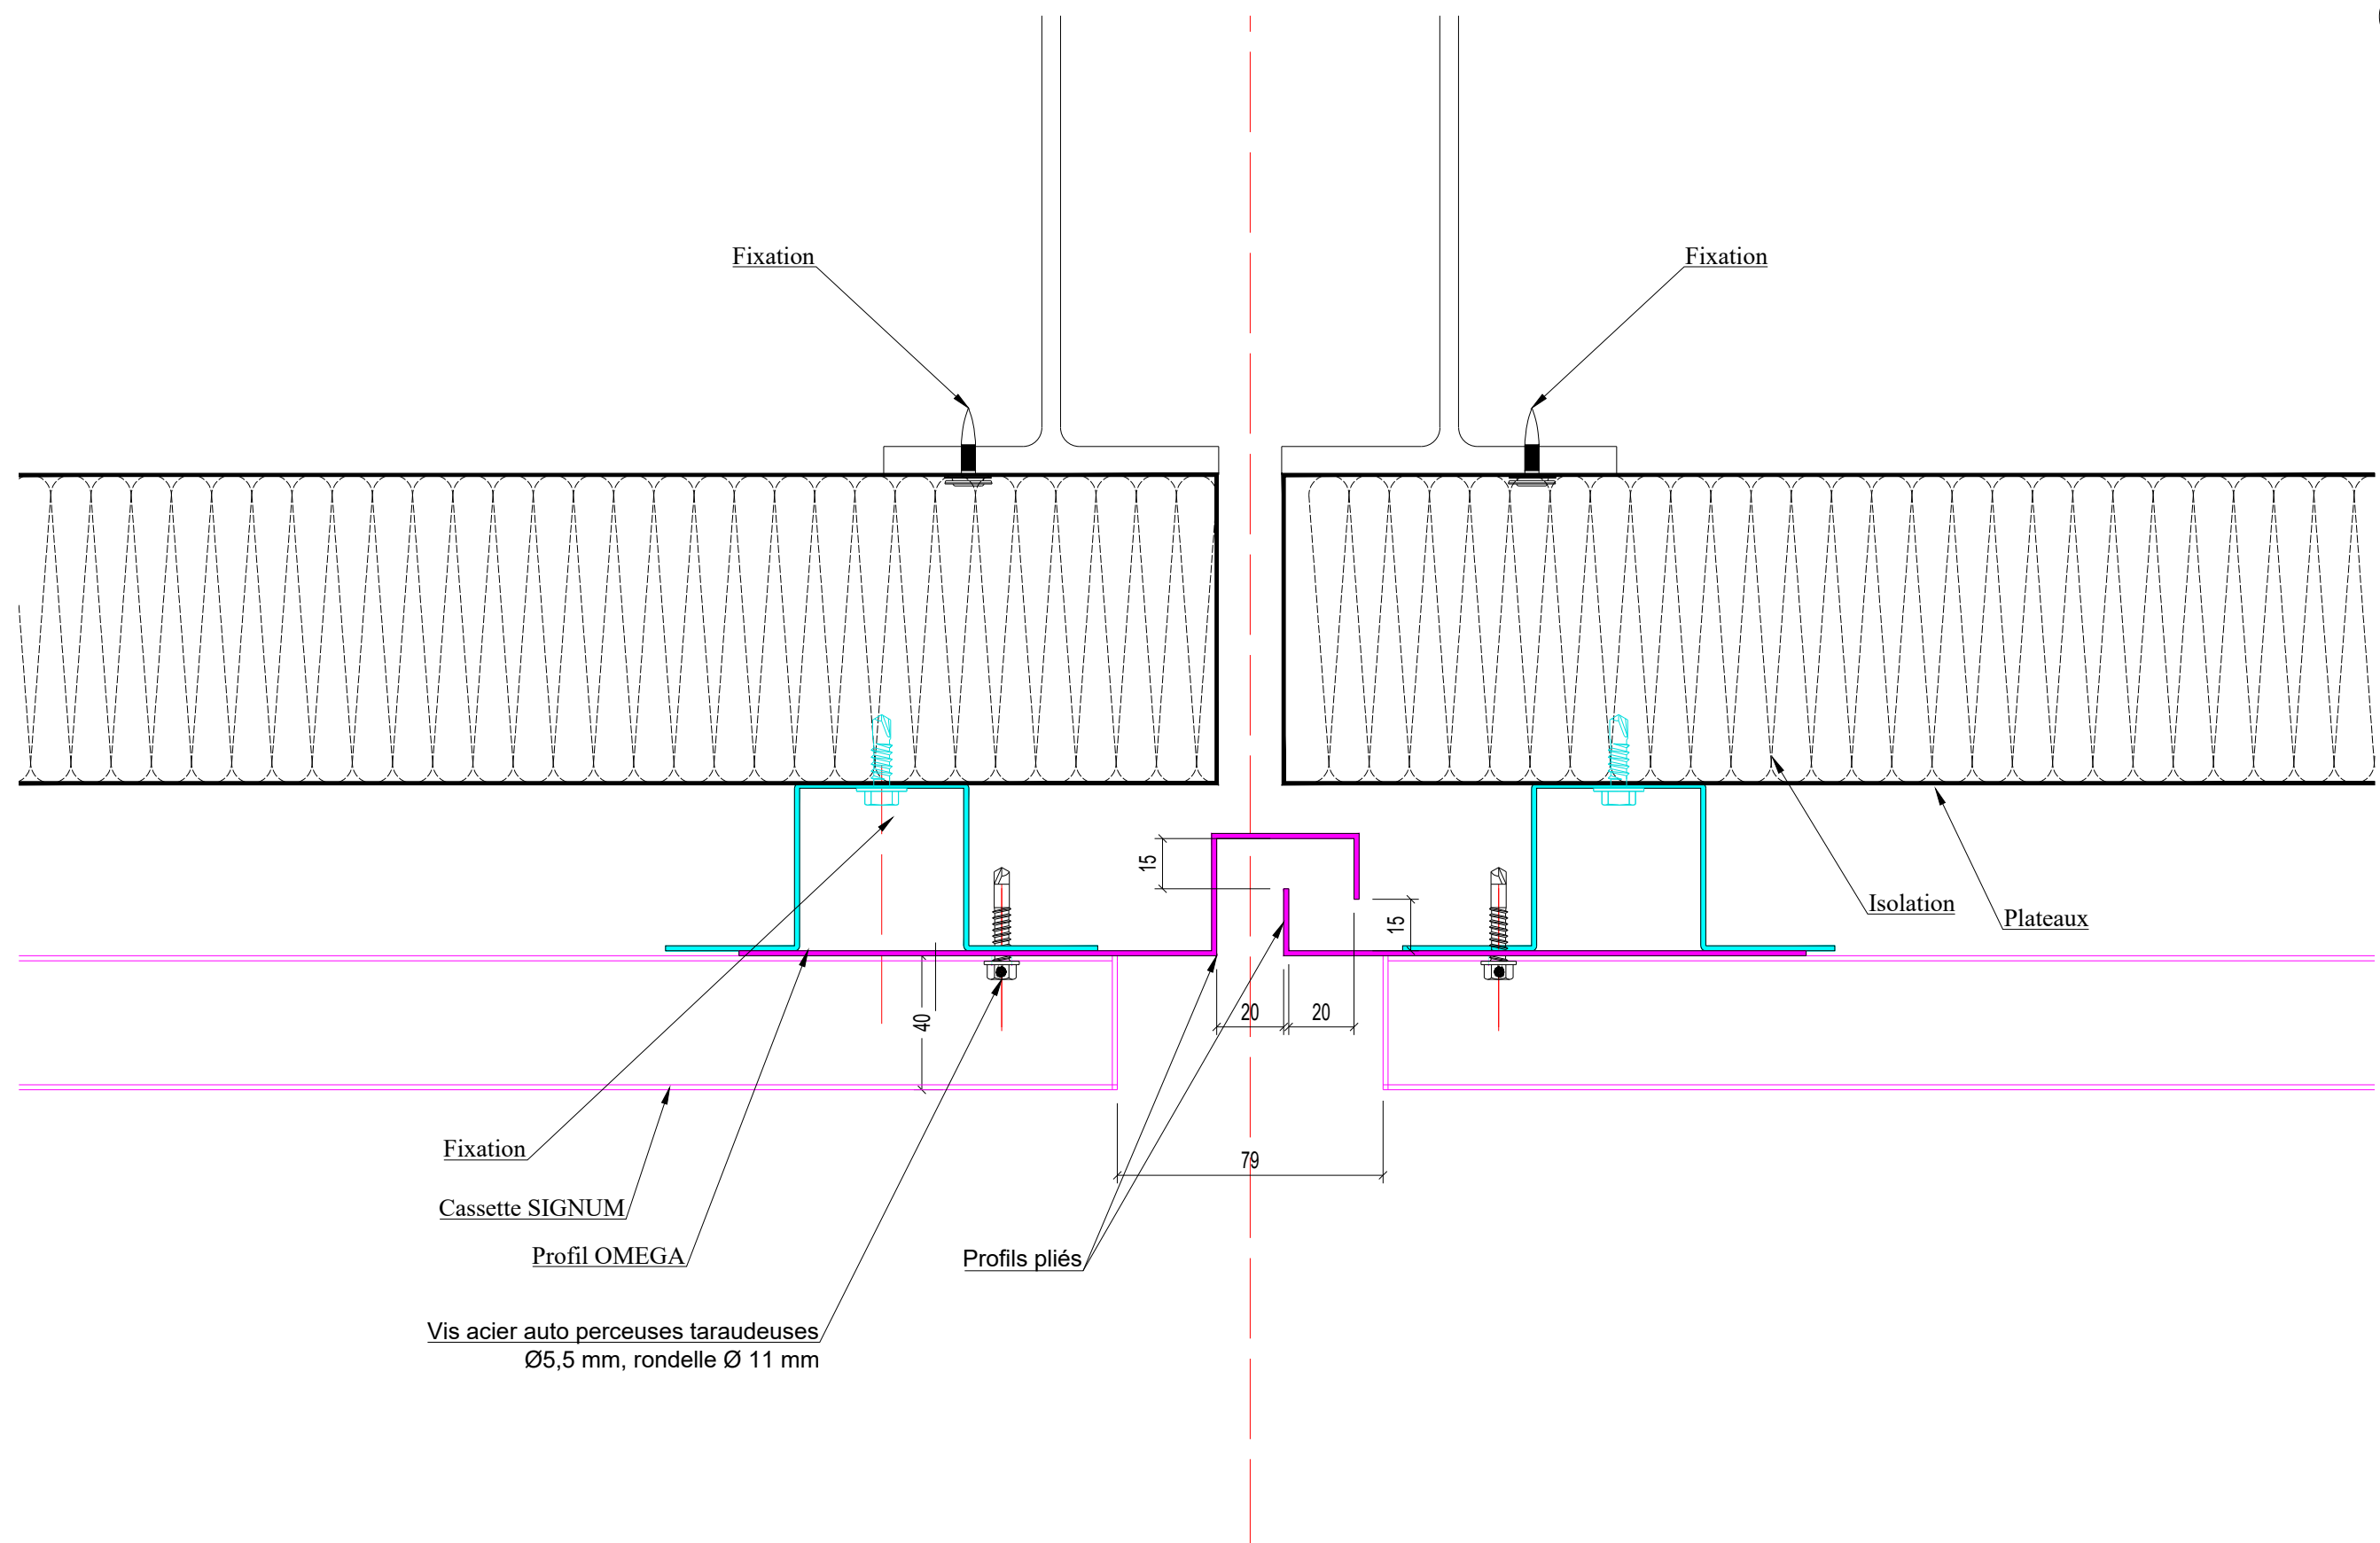 Fixation
Fixation
15
15
Isolation
Plateaux
20
20
40
Fixation
79
Cassette SIGNUM
Profil OMEGA
Profils pliés
Vis acier auto perceuses taraudeuses
Ø5,5 mm, rondelle Ø 11 mm